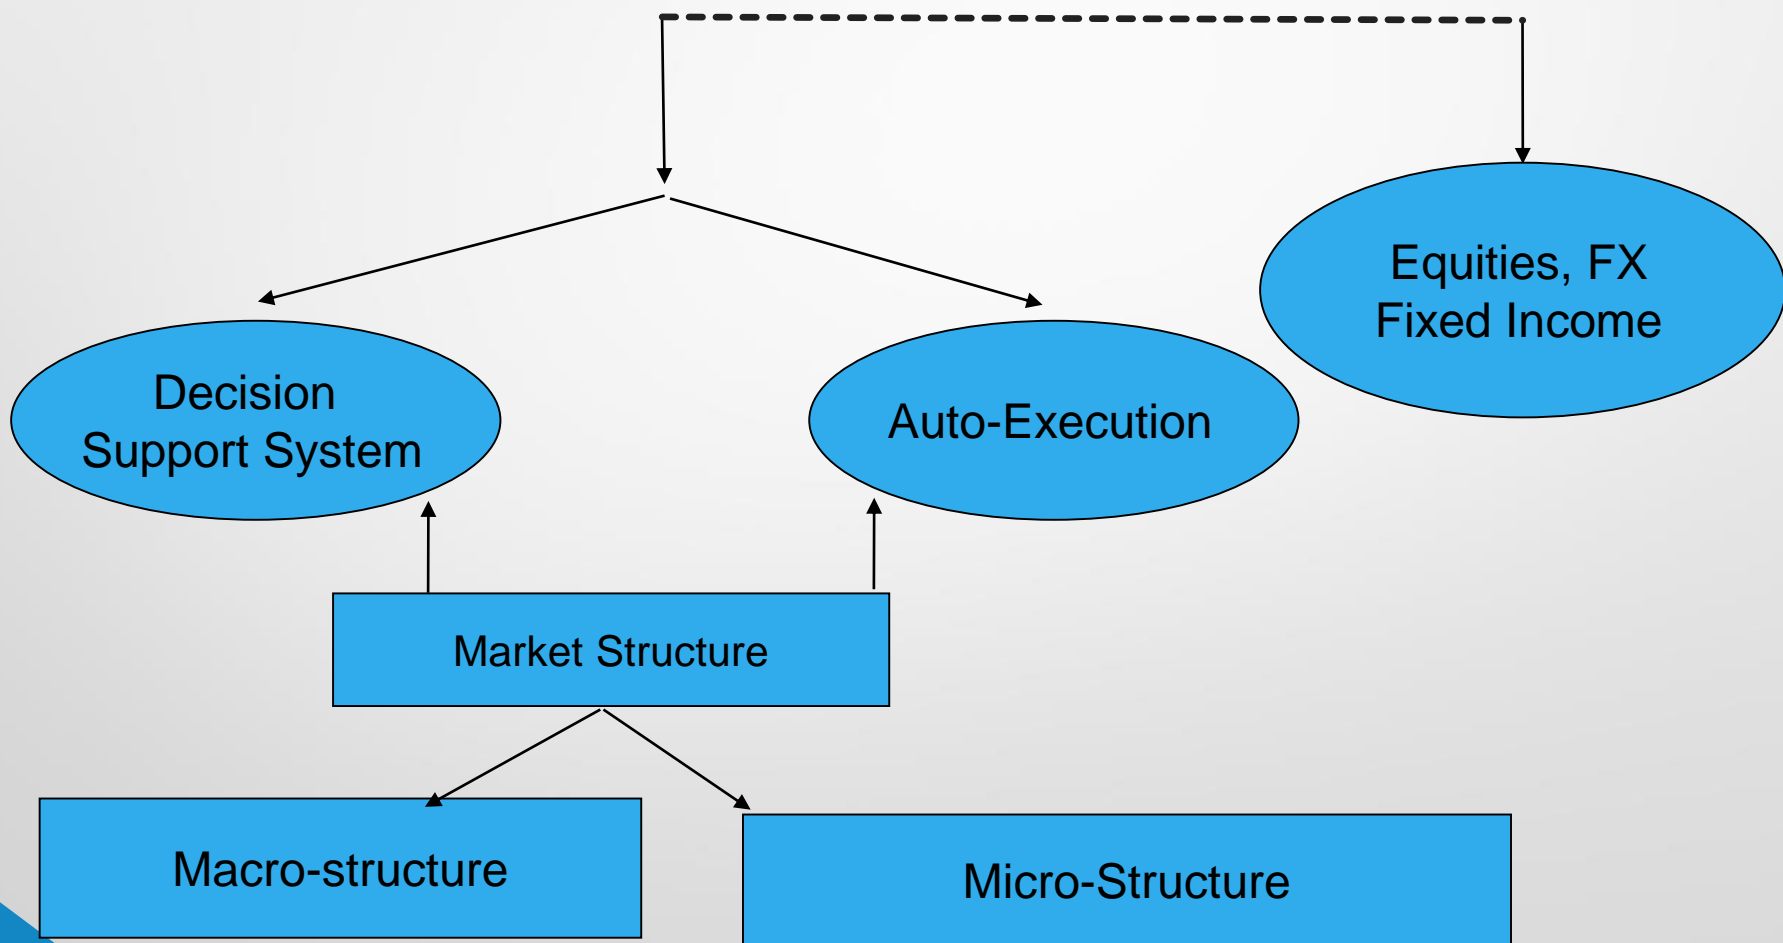 Equities, FX
Fixed Income
Decision
Support System
Auto-Execution
Market Structure
Macro-structure
Micro-Structure